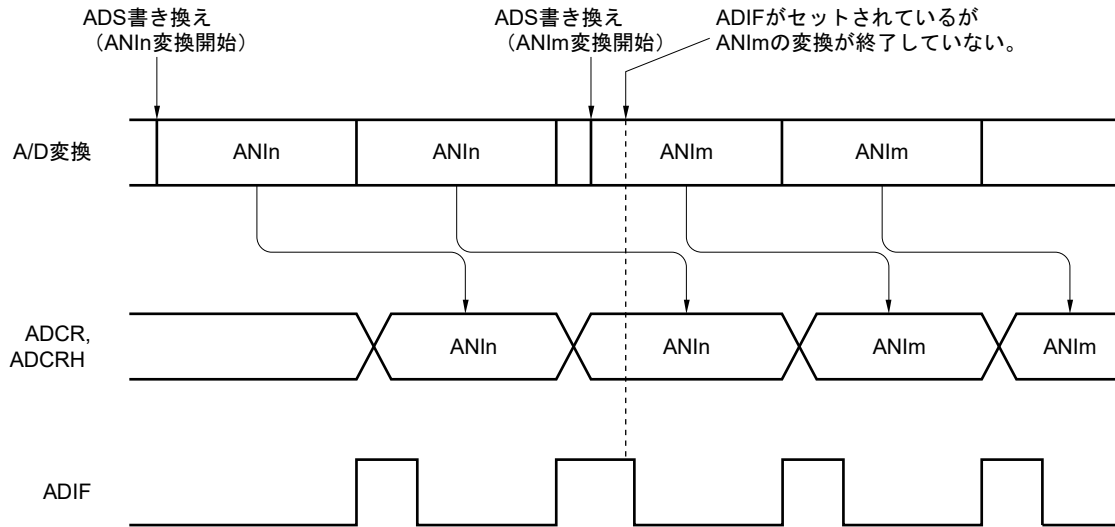 ADS書き換え
（ANIn変換開始）
ADS書き換え
（ANIm変換開始）
ADIFがセットされているが
ANImの変換が終了していない。
A/D変換
ANIn
ANIn
ANIm
ANIm
ADCR,
ADCRH
ANIn
ANIn
ANIm
ANIm
ADIF